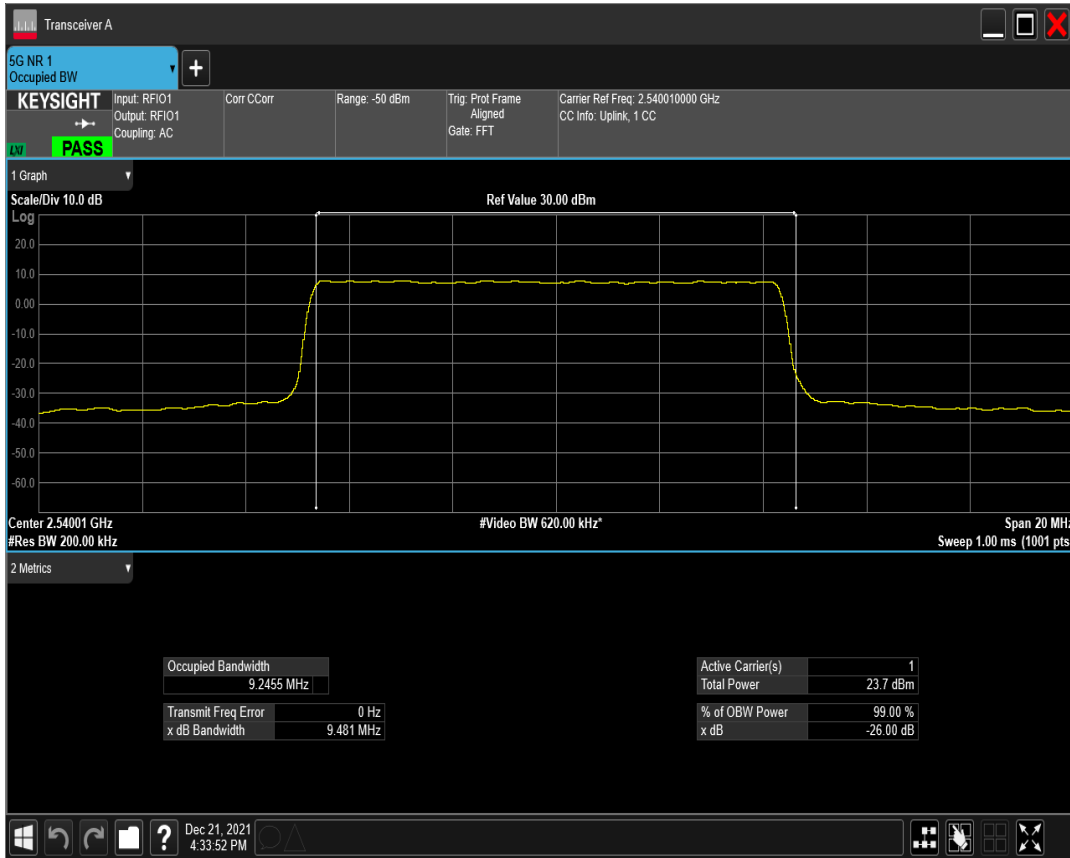 Transceiver A
5G NR 1
Occupied BW
KEYSIGHT
Input: RFIO1
Output: RFIO1
Coupling: AC
Corr CCorr
Range: -50 dBm
Trig: Prot Frame
Aligned
Gate: FFT
Carrier Ref Freq: 2.540010000 GHz
CC Info: Uplink, 1 CC
LXI
PASS
1 Graph
Scale/Div 10.0 dB
Ref Value 30.00 dBm
Log
20.0
10.0
0.00
-10.0
-20.0
-30.0
-40.0
-50.0
-60.0
Center 2.54001 GHz
#Video BW 620.00 kHz*
Span 20 MHz
#Res BW 200.00 kHz
Sweep 1.00 ms (1001 pts
2 Metrics
Occupied Bandwidth
9.2455 MHz
Transmit Freq Error 0 Hz
x dB Bandwidth 9.481 MHz
Active Carrier(s) 1
Total Power 23.7 dBm
% of OBW Power 99.00 %
x dB -26.00 dB
Dec 21, 2021
4:33:52 PM